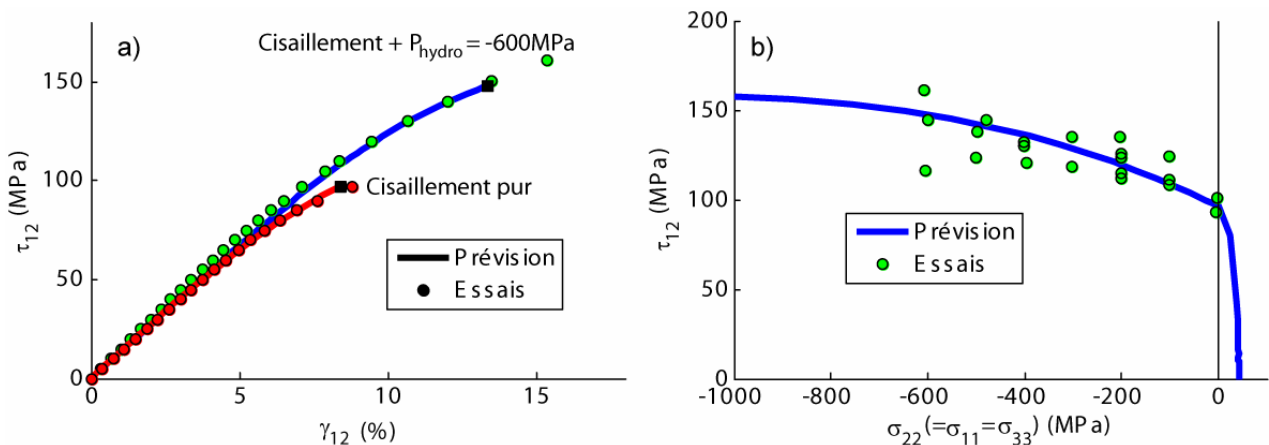 a)
Cisaillement + P_hydro = -600MPa
150
100
50
0
τ12 (MPa)
Cisaillement pur
Prévision
Essais
0 5 10 15
γ12 (%)
b)
200
150
100
50
0
τ12 (MPa)
Prévision
Essais
-1000 -800 -600 -400 -200 0
σ22(=σ11=σ33) (MPa)